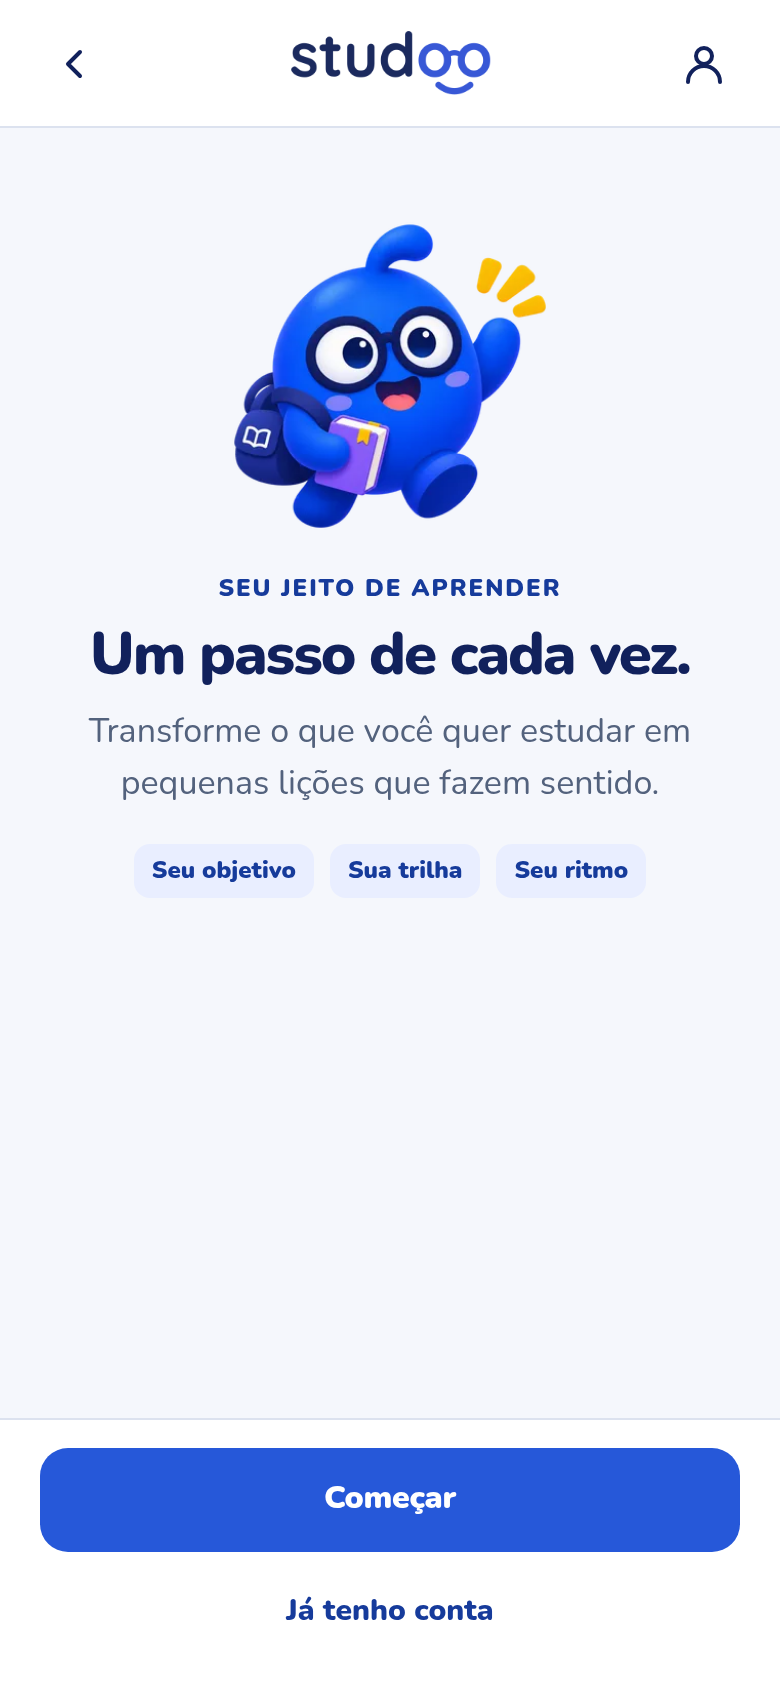 studoo
SEU JEITO DE APRENDER
Um passo de cada vez.
Transforme o que você quer estudar em
pequenas lições que fazem sentido.
Seu objetivo Sua trilha Seu ritmo
Começar
Já tenho conta